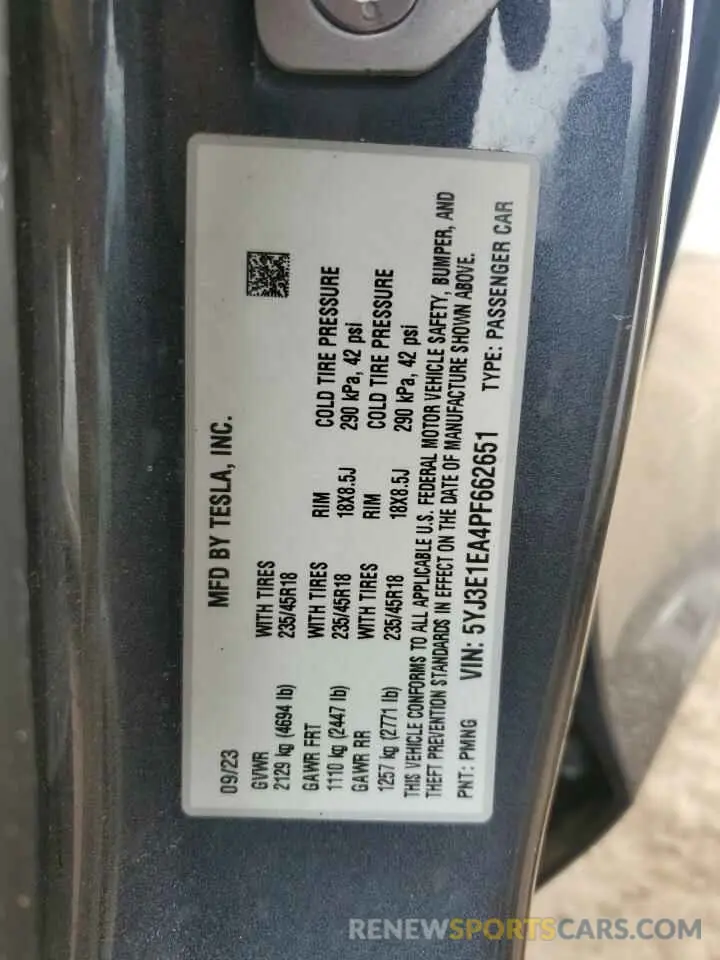 MFD BY TESLA, INC.
09/23
GVWR WITH TIRES
2129 kg (4694 lb) 235/45R18
GAWR FRT WITH TIRES RIM COLD TIRE PRESSURE
1110 kg (2447 lb) 235/45R18 18X8.5J 290 kPa, 42 psi
GAWR RR WITH TIRES RIM COLD TIRE PRESSURE
1257 kg (2771 lb) 235/45R18 18X8.5J 290 kPa, 42 psi
THIS VEHICLE CONFORMS TO ALL APPLICABLE U.S. FEDERAL MOTOR VEHICLE SAFETY, BUMPER, AND
THEFT PREVENTION STANDARDS IN EFFECT ON THE DATE OF MANUFACTURE SHOWN ABOVE.
PNT: PMNG VIN: 5YJ3E1EA4PF662651 TYPE: PASSENGER CAR
RENEWSPORTSCARS.COM